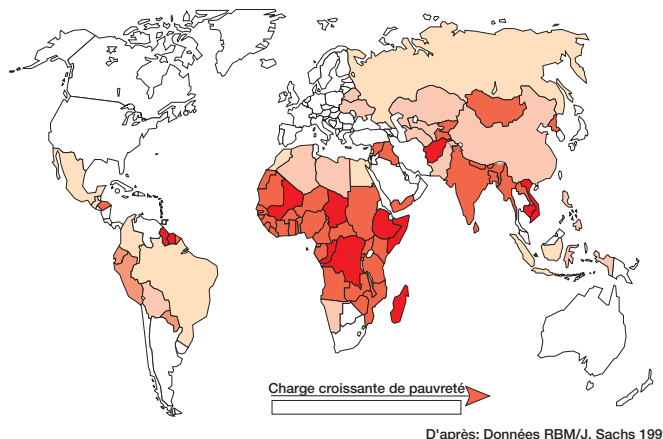 Charge croissante de pauvreté
D'après: Données RBM/J. Sachs 199